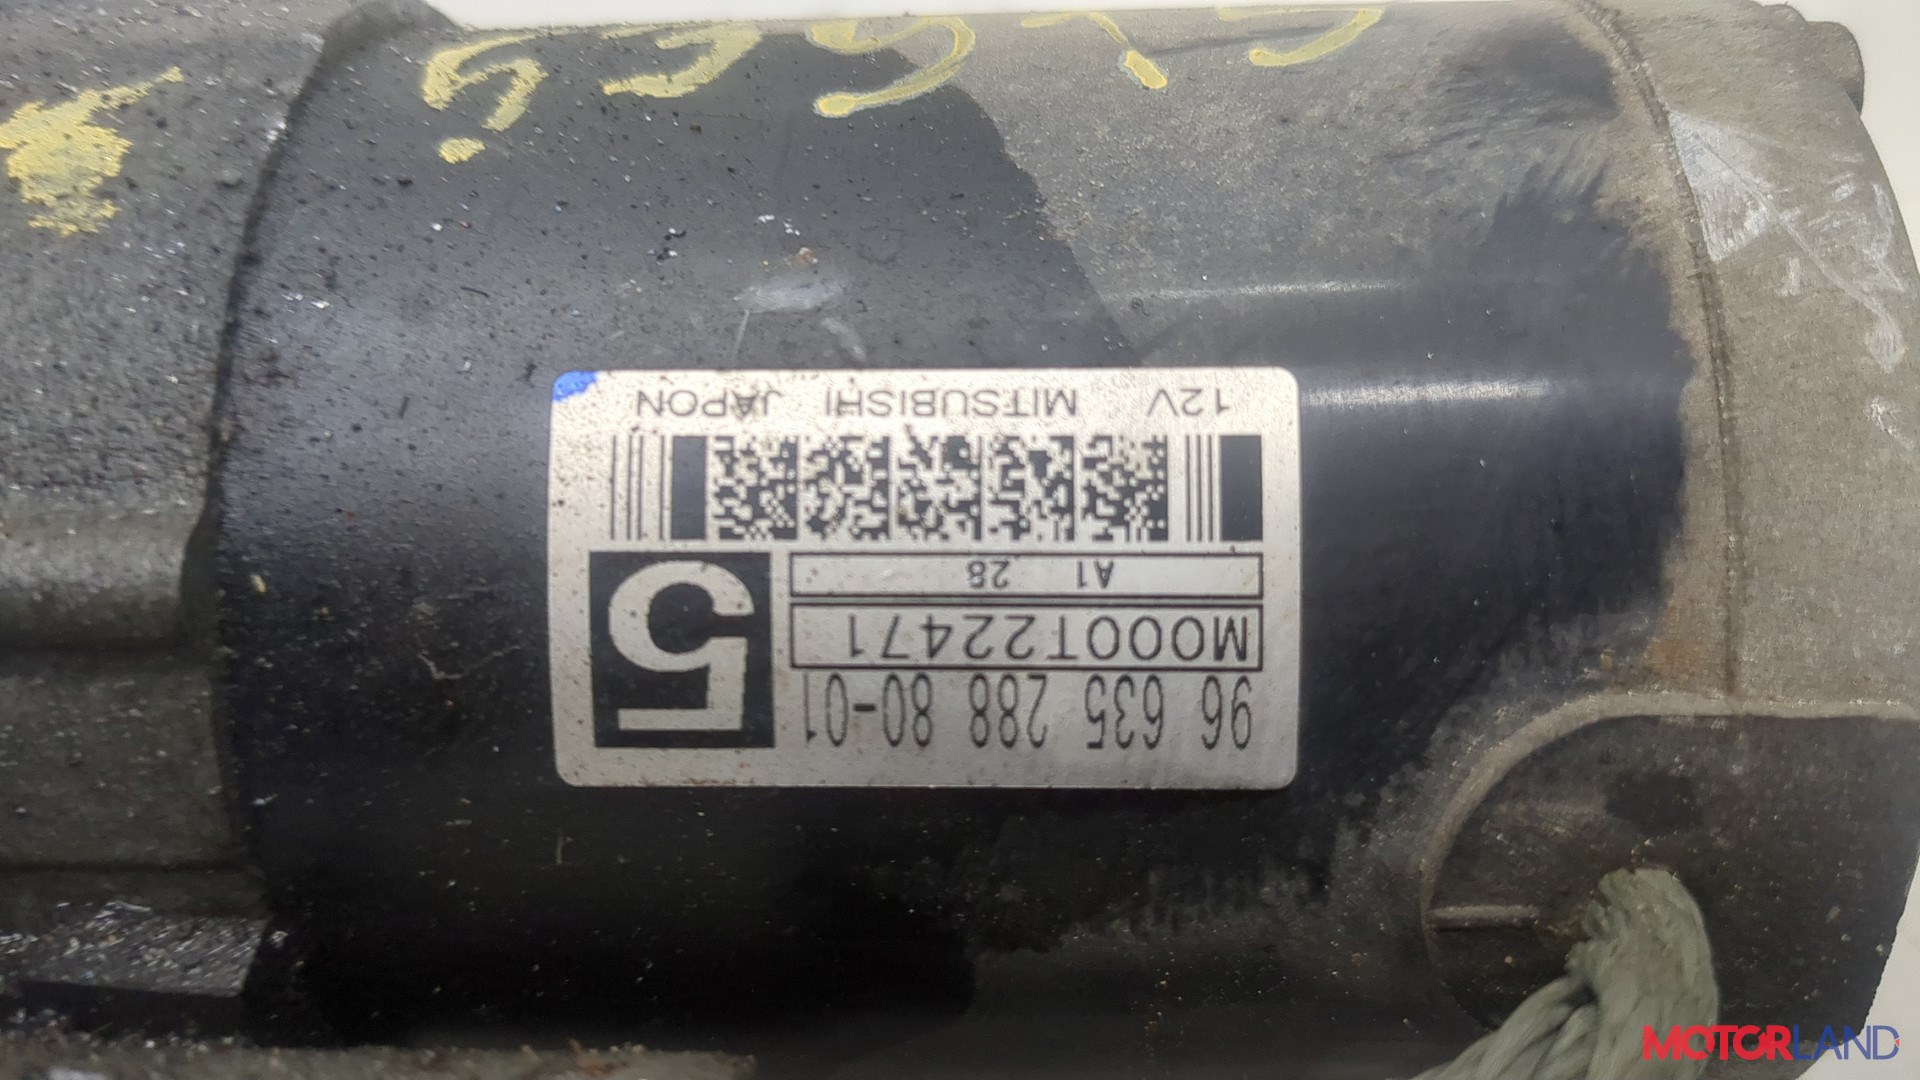 96 635 288 80-01
M000T22471
A1 28
5
12V MITSUBISHI JAPON
MOTORLAND